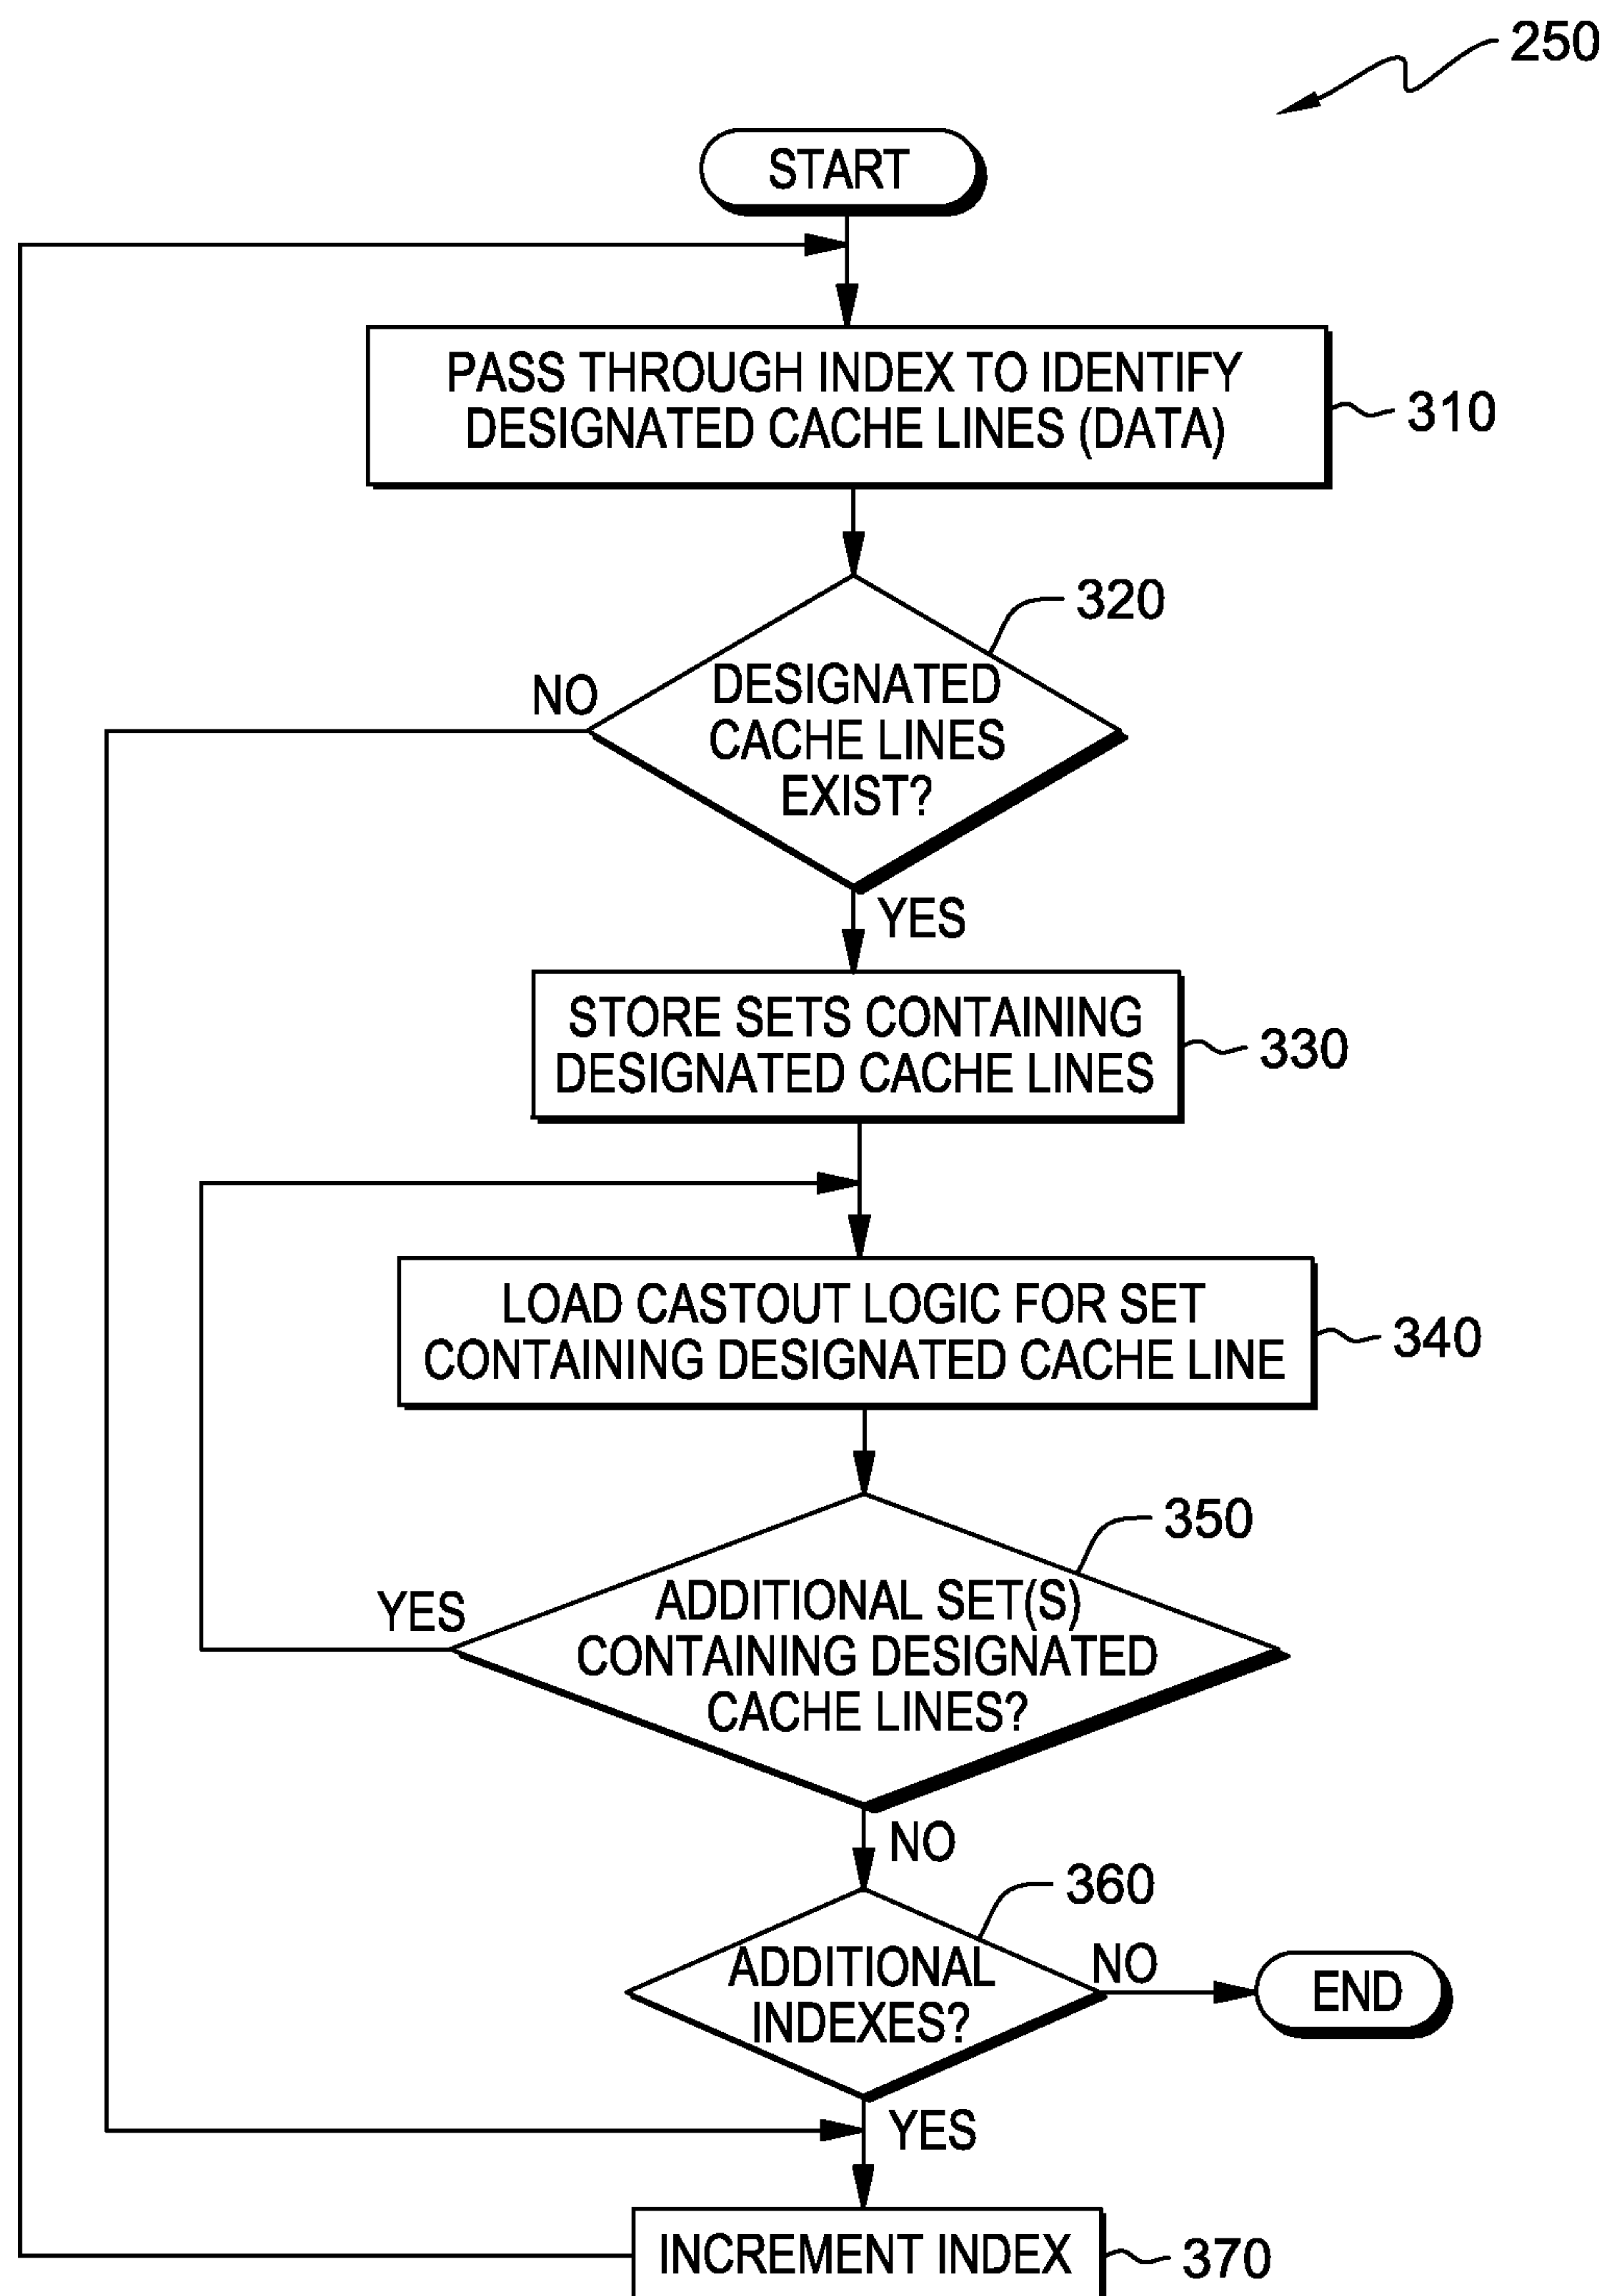 250
START
PASS THROUGH INDEX TO IDENTIFY
DESIGNATED CACHE LINES (DATA)
310
320
NO
DESIGNATED
CACHE LINES
EXIST?
YES
STORE SETS CONTAINING
DESIGNATED CACHE LINES
330
LOAD CASTOUT LOGIC FOR SET
CONTAINING DESIGNATED CACHE LINE
340
350
YES
ADDITIONAL SET(S)
CONTAINING DESIGNATED
CACHE LINES?
NO
360
ADDITIONAL
INDEXES?
NO
END
YES
INCREMENT INDEX
370